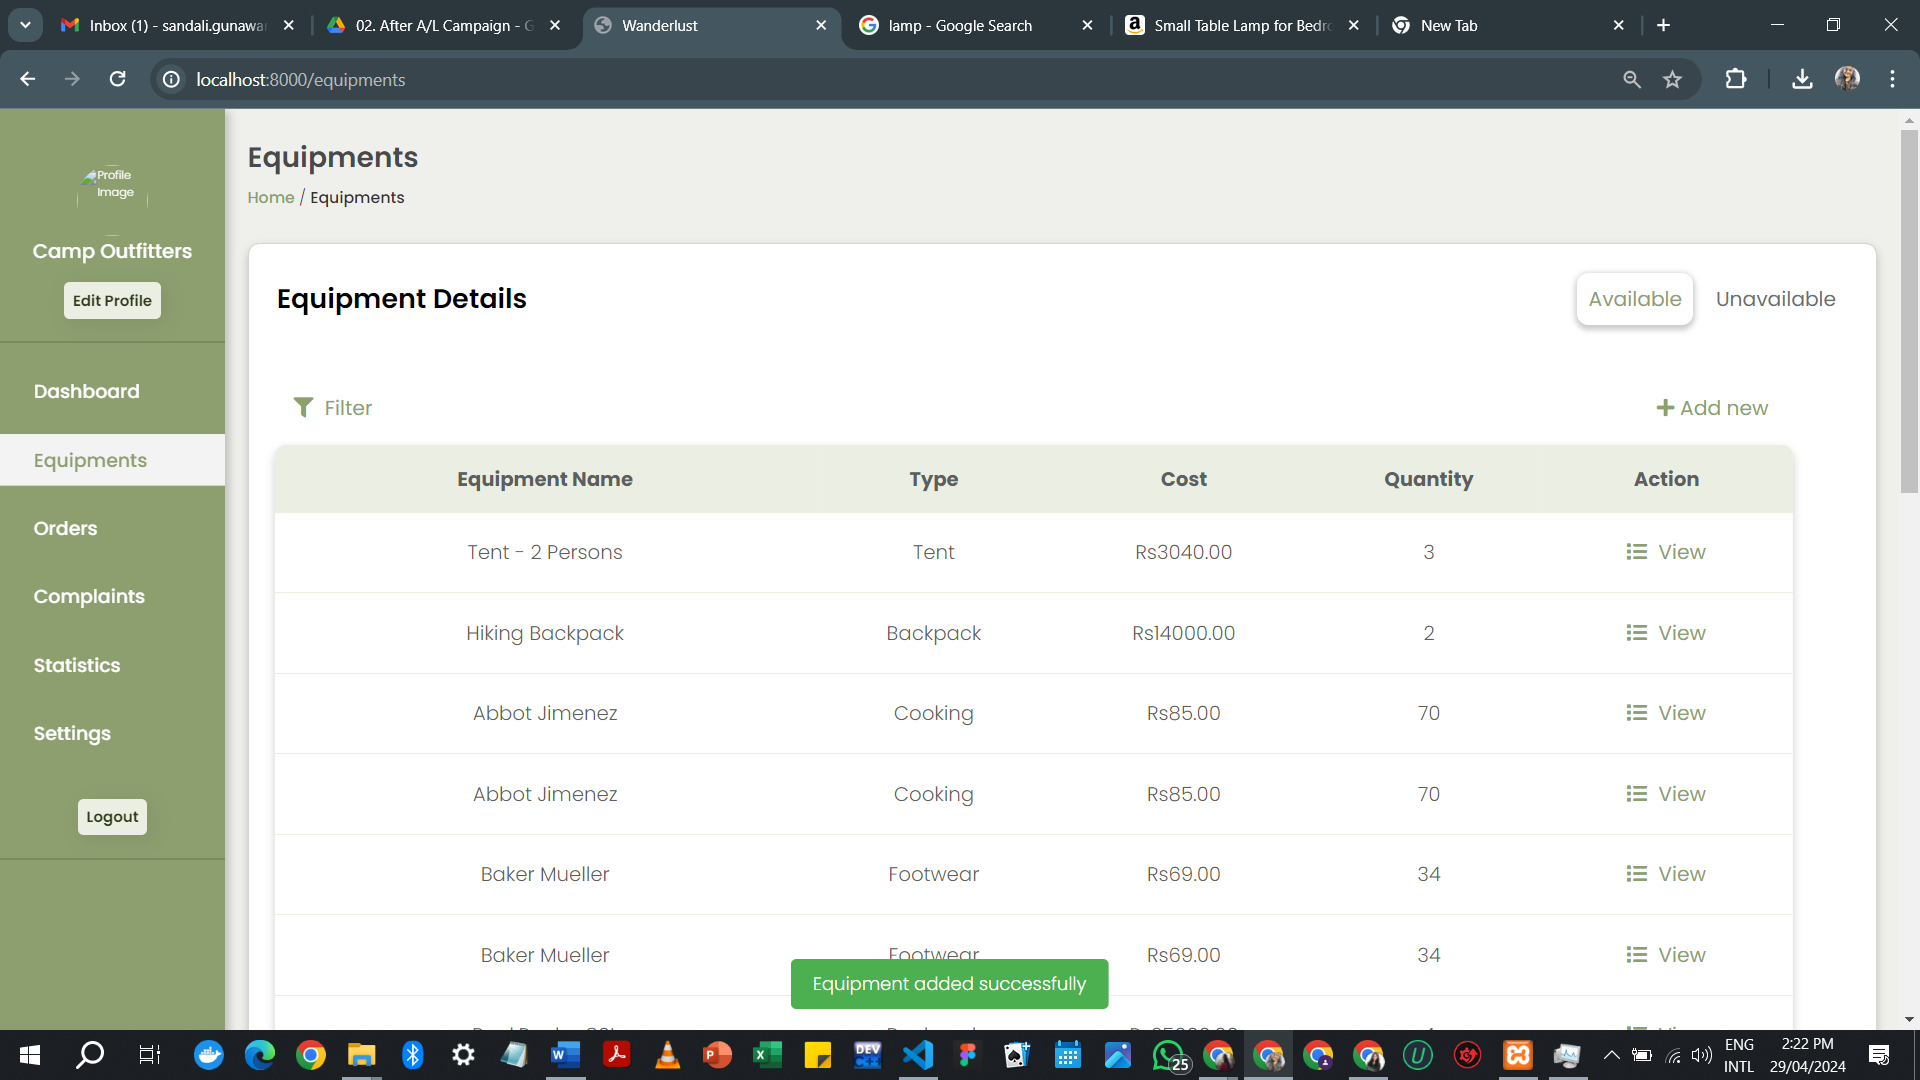 Inbox (1) - sandali.gunawar
02. After A/L Campaign - G
Wanderlust
lamp - Google Search
Small Table Lamp for Bedro
New Tab
localhost:8000/equipments
Profile
Image
Camp Outfitters
Edit Profile
Dashboard
Equipments
Orders
Complaints
Statistics
Settings
Logout
Equipments
Home / Equipments
Equipment Details
Available
Unavailable
Filter
Add new
Equipment Name Type Cost Quantity Action
Tent - 2 Persons Tent Rs3040.00 3 View
Hiking Backpack Backpack Rs14000.00 2 View
Abbot Jimenez Cooking Rs85.00 70 View
Abbot Jimenez Cooking Rs85.00 70 View
Baker Mueller Footwear Rs69.00 34 View
Baker Mueller Footwear Rs69.00 34 View
Equipment added successfully
DEV
25
ENG
INTL
2:22 PM
29/04/2024